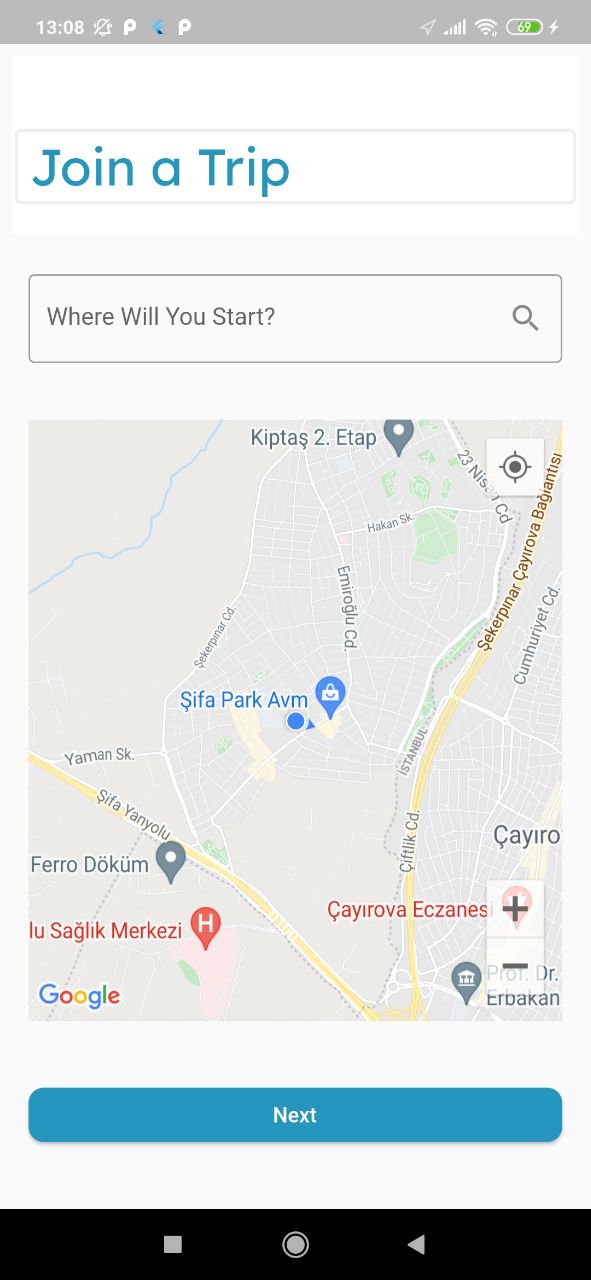 13:08
69
Join a Trip
Where Will You Start?
Kiptaş 2. Etap
23 Nisan Cd
Hakan Sk.
Şekerpınar Çayırova Bağlantısı
Emiroğlu Cd.
Cumhuriyet Cd.
Şekerpınar Cd.
Şifa Park Avm
İSTANBUL
Yaman Sk.
Şifa Yanyolu
Çiftlik Cd.
Çayıro
Ferro Döküm
Çayırova Eczanesi
lu Sağlık Merkezi
H
Prof. Dr.
Erbakan
Google
Next